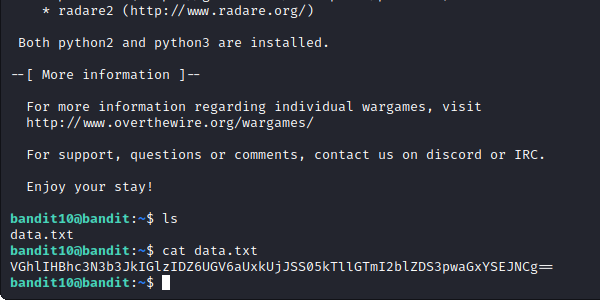 * radare2 (http://www.radare.org/)
Both python2 and python3 are installed.
--[ More information ]--
For more information regarding individual wargames, visit
http://www.overthewire.org/wargames/
For support, questions or comments, contact us on discord or IRC.
Enjoy your stay!
bandit10@bandit:~$ ls
data.txt
bandit10@bandit:~$ cat data.txt
VGhlIHBhc3N3b3JkIGlzIDZ6UGV6aUxkUjJSS05kTllGTmI2blZDS3pwaGxYSEJNCg==
bandit10@bandit:~$